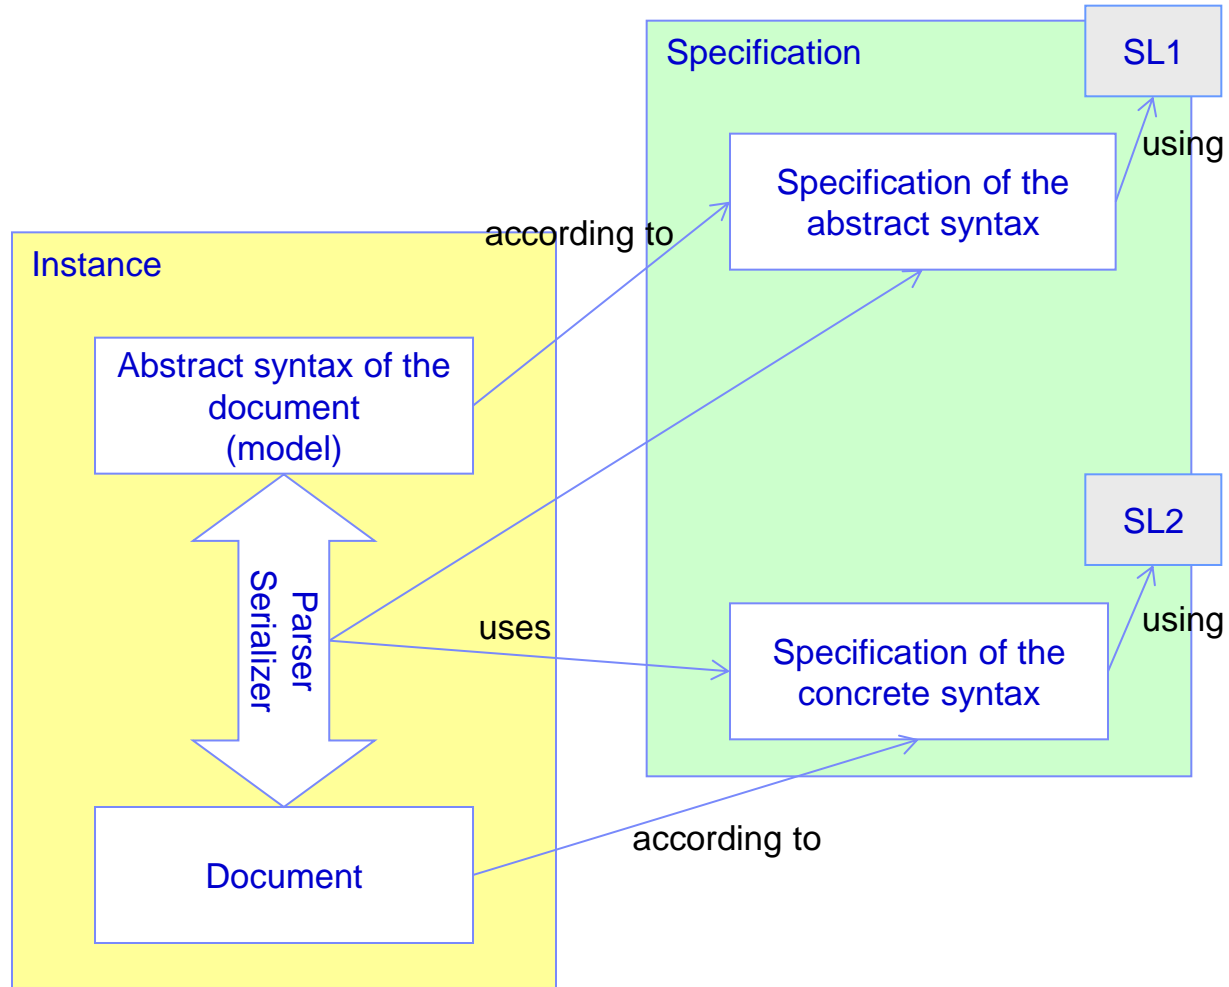 Specification
SL1
using
Specification of the
abstract syntax
according to
Instance
Abstract syntax of the
document
(model)
SL2
Parser
Serializer
uses
using
Specification of the
concrete syntax
according to
Document